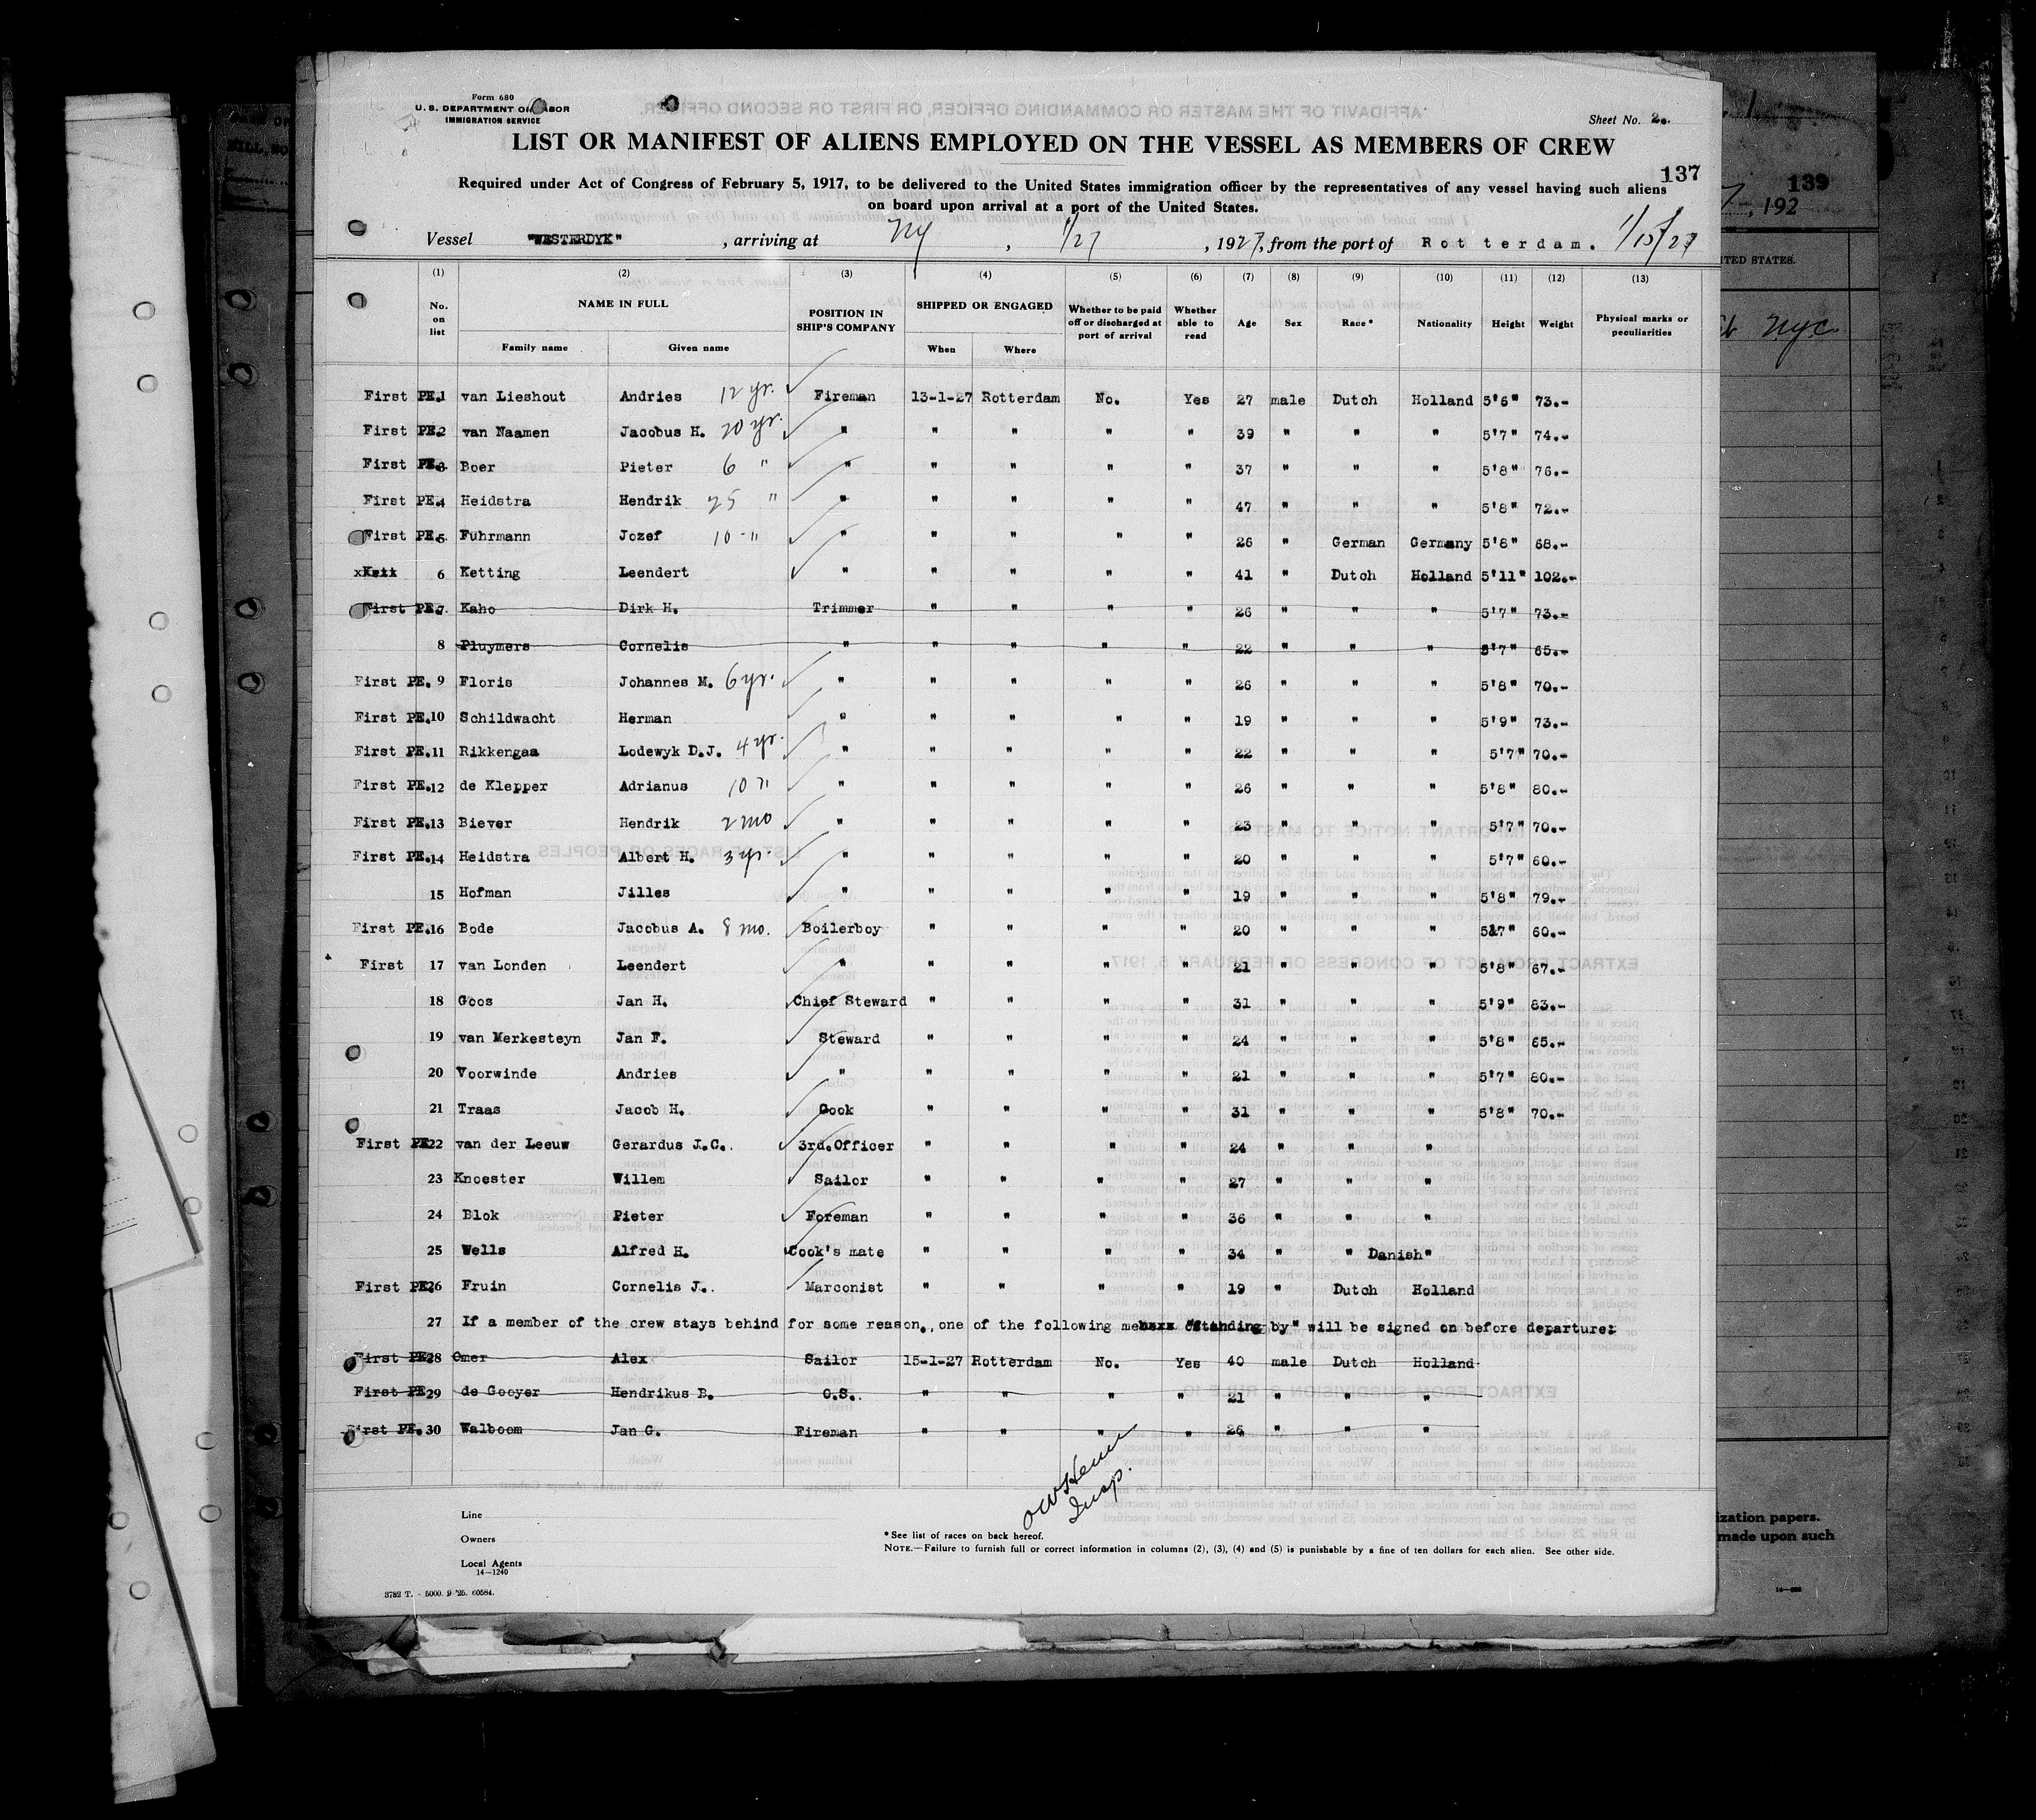 Form 680
U. S. DEPARTMENT OF LABOR
IMMIGRATION SERVICE
Sheet No. 2.
LIST OR MANIFEST OF ALIENS EMPLOYED ON THE VESSEL AS MEMBERS OF CREW
137
Required under Act of Congress of February 5, 1917, to be delivered to the United States immigration officer by the representatives of any vessel having such aliens
on board upon arrival at a port of the United States.
Vessel "WESTERDYK" , arriving at NY , 1/27 , 1927, from the port of Rotterdam. 1/15/27
(1) (2) (3) (4) (5) (6) (7) (8) (9) (10) (11) (12) (13)
No. on list NAME IN FULL Family name Given name POSITION IN SHIP'S COMPANY SHIPPED OR ENGAGED When Where Whether to be paid off or discharged at port of arrival Whether able to read Age Sex Race* Nationality Height Weight Physical marks or peculiarities
First PE. 1 van Lieshout Andries 12 yr. Fireman 13-1-27 Rotterdam No. Yes 27 male Dutch Holland 5'6" 73.-
First PE. 2 van Naamen Jacobus H. 20 yr. " " " " " 39 " " " 5'7" 74.-
First PE. 3 Boer Pieter 6 " " " " " " 37 " " " 5'8" 76.-
First PE. 4 Heidstra Hendrik 25 " " " " " " 47 " " " 5'8" 72.-
First PE. 5 Fuhrmann Jozef 10 " " " " " " 26 " German Germany 5'8" 68.-
6 Ketting Leendert " " " " " 41 " Dutch Holland 5'11" 102.-
First PE. 7 Kaho Dirk H. Trimmer " " " " 26 " " " 5'7" 73.-
8 Pluymers Cornelis " " " " " 22 " " " 5'7" 65.-
First PE. 9 Floris Johannes M. 6 yr. " " " " " 26 " " " 5'8" 70.-
First PE. 10 Schildwacht Herman " " " " " 19 " " " 5'9" 73.-
First PE. 11 Rikkengaa Lodewyk D.J. 4 yr. " " " " " 22 " " " 5'7" 70.-
First PE. 12 de Klepper Adrianus 10 " " " " " " 26 " " " 5'8" 80.-
First PE. 13 Biever Hendrik 2 mo " " " " " 23 " " " 5'7" 70.-
First PE. 14 Heidstra Albert H. 3 yr. " " " " " 20 " " " 5'7" 60.-
15 Hofman Jilles " " " " " 19 " " " 5'8" 79.-
First PE. 16 Bode Jacobus A. 8 mo. Boilerboy " " " " 20 " " " 5'7" 60.-
First 17 van Londen Leendert " " " " " 21 " " " 5'8" 67.-
18 Goos Jan H. Chief Steward " " " " 31 " " " 5'9" 83.-
19 van Merkesteyn Jan F. Steward " " " " 24 " " " 5'8" 65.-
20 Voorwinde Andries " " " " " 21 " " " 5'7" 80.-
21 Traas Jacob H. Cook " " " " 31 " " " 5'8" 70.-
First PE. 22 van der Leeuw Gerardus J.C. 3rd.Officer " " " " 24 " " "
23 Knoester Willem Sailor " " " " 27 " " "
24 Blok Pieter Foreman " " " " 36 " " "
25 Wells Alfred H. Cook's mate " " " " 34 " " Danish "
First PE. 26 Fruin Cornelis J. Marconist " " " " 19 " Dutch Holland
27 If a member of the crew stays behind for some reason, one of the following "standing by" will be signed on before departure:
First PE. 28 Omer Alex Sailor 15-1-27 Rotterdam No. Yes 40 male Dutch Holland
First PE. 29 de Gooyer Hendrikus B. O.S. " " " " 21 " " "
First PE. 30 Walboom Jan G. Fireman " " " " 26 " " "
Insp.
Line
Owners
Local Agents
14—1240
*See list of races on back hereof.
NOTE.—Failure to furnish full or correct information in columns (2), (3), (4) and (5) is punishable by a fine of ten dollars for each alien. See other side.
3782 T. - 5000. 9-'25. 60584.
139
, 192
ITED STATES.
NYC
ization papers.
made upon such